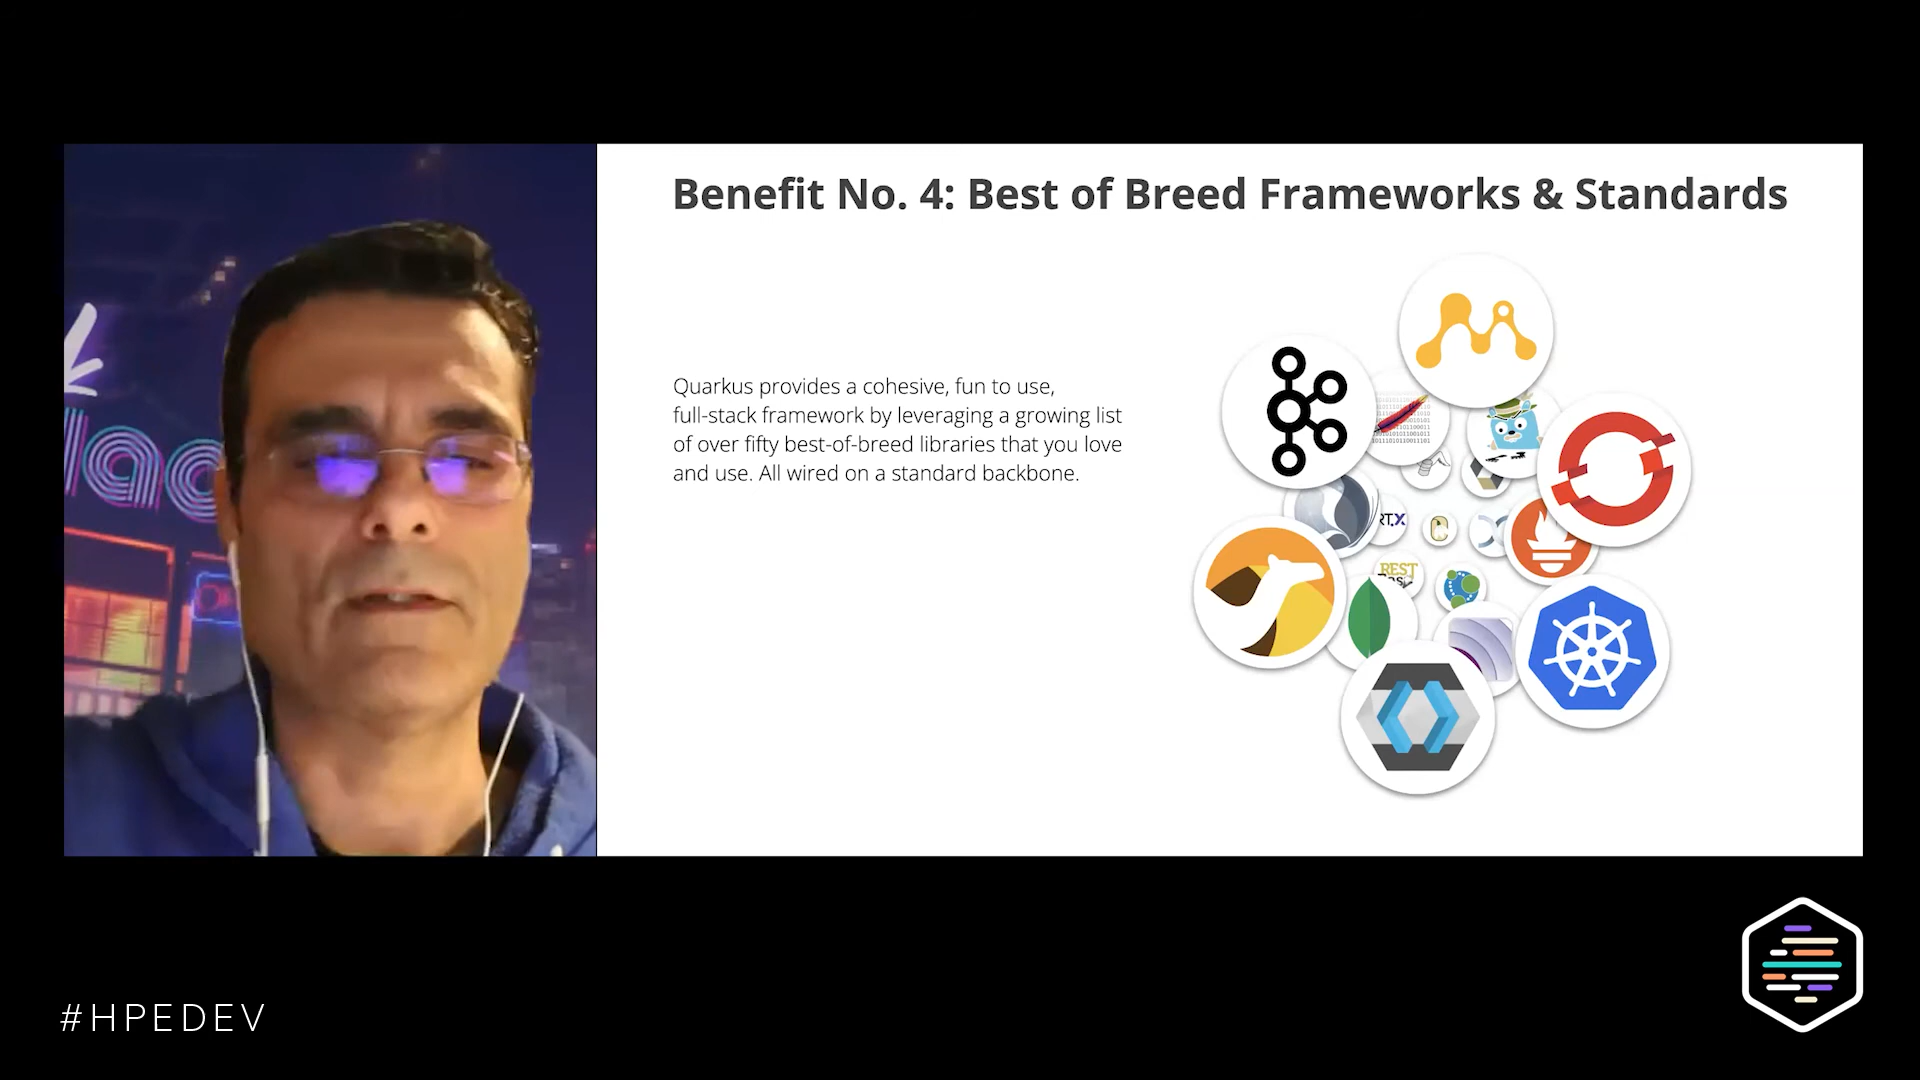 Benefit No. 4: Best of Breed Frameworks & Standards
Quarkus provides a cohesive, fun to use,
full-stack framework by leveraging a growing list
of over fifty best-of-breed libraries that you love
and use. All wired on a standard backbone.
REST
#HPEDEV